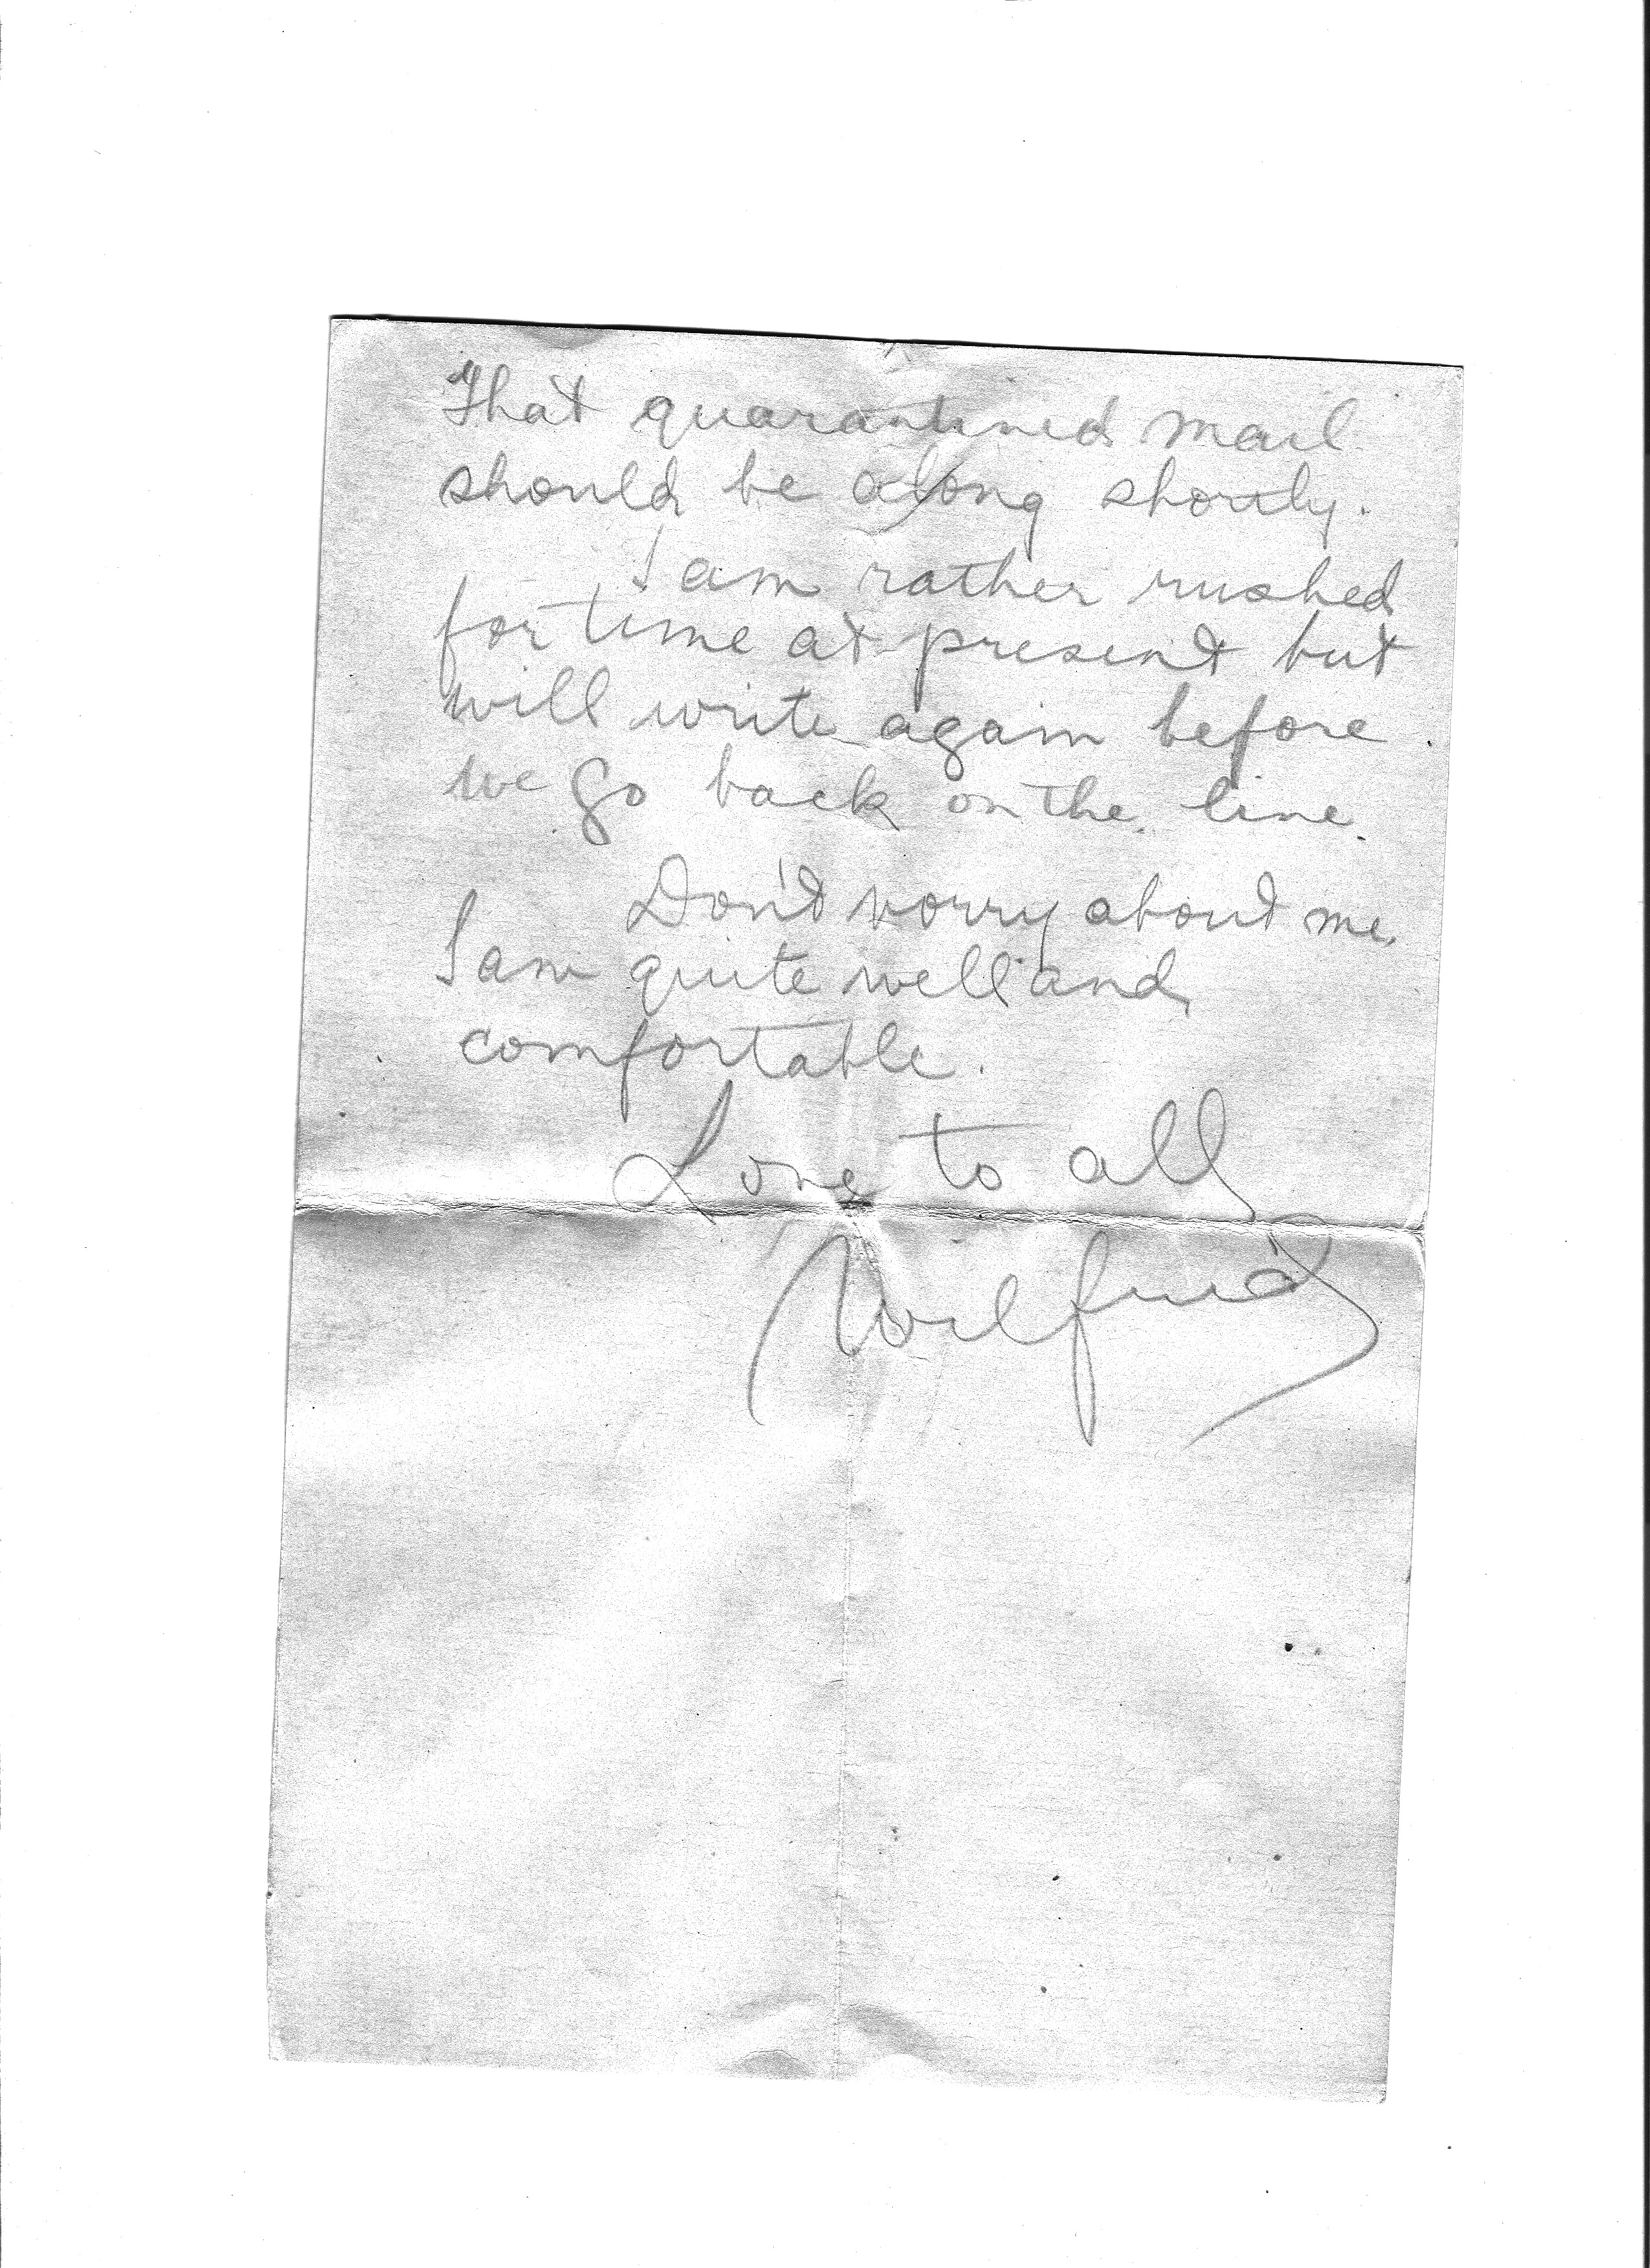 That quarantined mail
should be along shortly.
I am rather rushed
for time at present but
will write again before
we go back on the line.
Don't worry about me.
I am quite well and
comfortable.
Love to all
Wilfrid